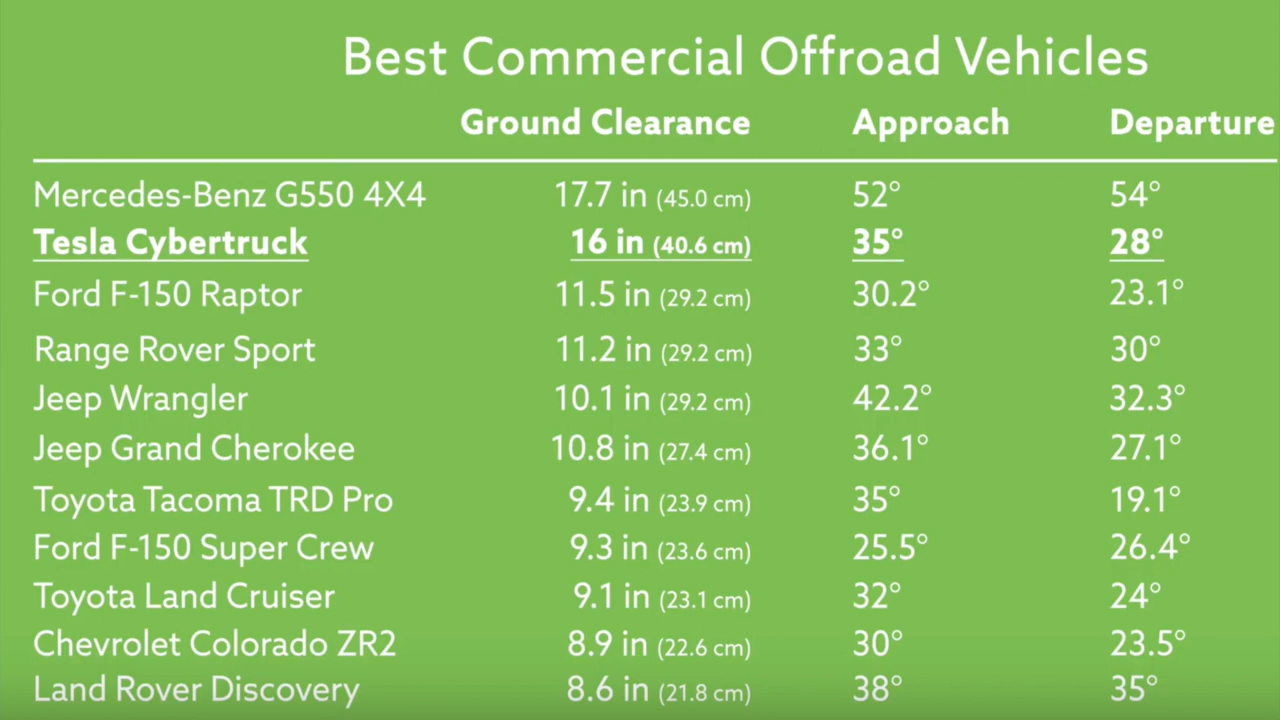 Best Commercial Offroad Vehicles
Ground Clearance Approach Departure
Mercedes-Benz G550 4X4 17.7 in (45.0 cm) 52° 54°
Tesla Cybertruck 16 in (40.6 cm) 35° 28°
Ford F-150 Raptor 11.5 in (29.2 cm) 30.2° 23.1°
Range Rover Sport 11.2 in (29.2 cm) 33° 30°
Jeep Wrangler 10.1 in (29.2 cm) 42.2° 32.3°
Jeep Grand Cherokee 10.8 in (27.4 cm) 36.1° 27.1°
Toyota Tacoma TRD Pro 9.4 in (23.9 cm) 35° 19.1°
Ford F-150 Super Crew 9.3 in (23.6 cm) 25.5° 26.4°
Toyota Land Cruiser 9.1 in (23.1 cm) 32° 24°
Chevrolet Colorado ZR2 8.9 in (22.6 cm) 30° 23.5°
Land Rover Discovery 8.6 in (21.8 cm) 38° 35°